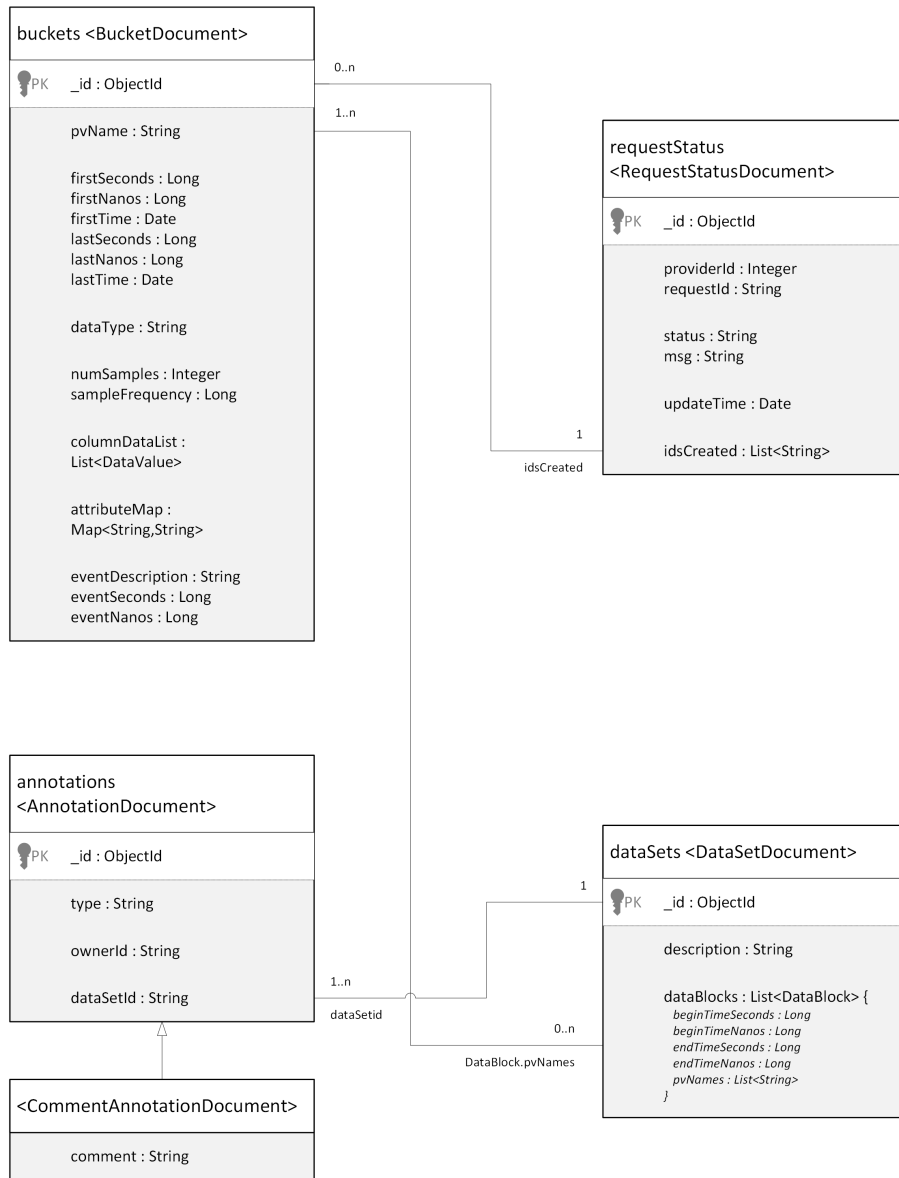 buckets <BucketDocument>
PK _id : ObjectId
pvName : String
firstSeconds : Long
firstNanos : Long
firstTime : Date
lastSeconds : Long
lastNanos : Long
lastTime : Date
dataType : String
numSamples : Integer
sampleFrequency : Long
columnDataList :
List<DataValue>
attributeMap :
Map<String,String>
eventDescription : String
eventSeconds : Long
eventNanos : Long
0..n
1..n
requestStatus
<RequestStatusDocument>
PK _id : ObjectId
providerId : Integer
requestId : String
status : String
msg : String
updateTime : Date
idsCreated : List<String>
1
idsCreated
annotations
<AnnotationDocument>
PK _id : ObjectId
type : String
ownerId : String
dataSetId : String
1..n
dataSetid
<CommentAnnotationDocument>
comment : String
1
0..n
DataBlock.pvNames
dataSets <DataSetDocument>
PK _id : ObjectId
description : String
dataBlocks : List<DataBlock> {
beginTimeSeconds : Long
beginTimeNanos : Long
endTimeSeconds : Long
endTimeNanos : Long
pvNames : List<String>
}